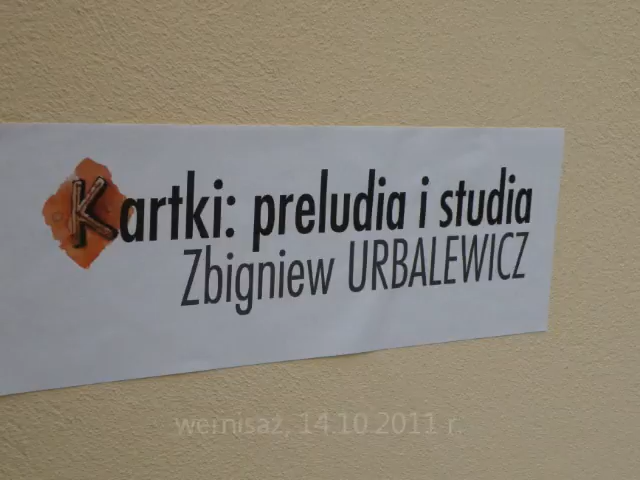 Kartki: preludia i studia
Zbigniew URBALEWICZ
wernisaż, 14.10.2011 r.